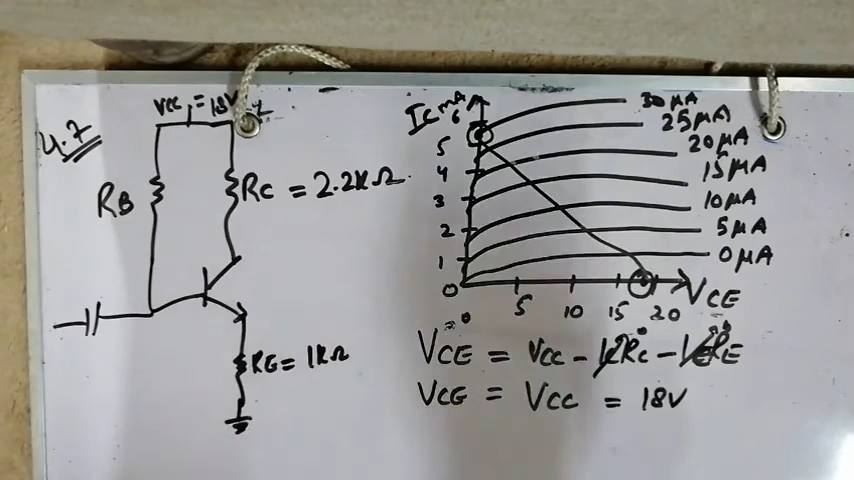 4.7
VCC = 18V
RB
RC = 2.2KΩ
RE = 1KΩ
IC mA
6
5
4
3
2
1
0
30 μA
25 μA
20 μA
15 μA
10 μA
5 μA
0 μA
5 10 15 20
VCE
VCE = VCC - ICRC - IERE
VCE = VCC = 18V